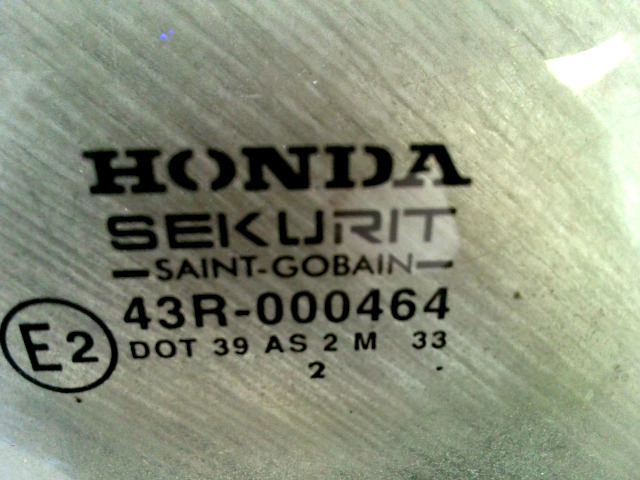 HONDA
SEKURIT
SAINT-GOBAIN
E2 43R-000464
DOT 39 AS 2 M 33
2